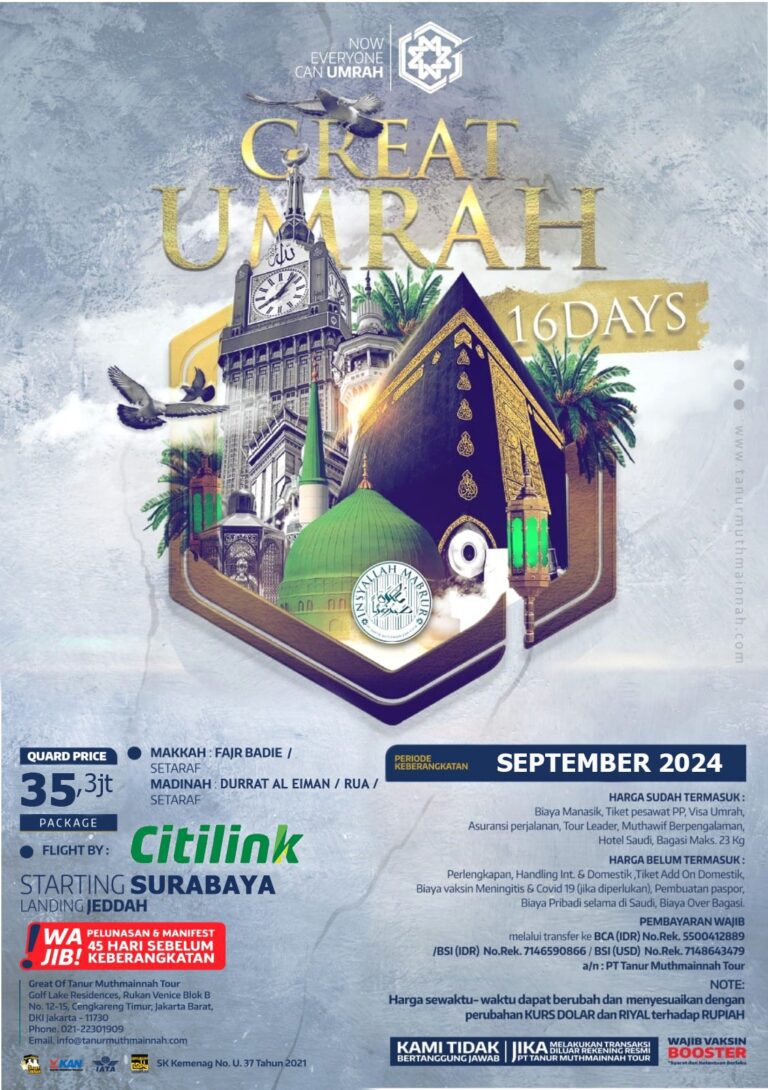 NOW
EVERYONE
CAN UMRAH
GREAT
UMRAH
16DAYS
www.tanurmuthmainnah.com
INSYALLAH MABRUR
QUARD PRICE
35,3jt
PACKAGE
MAKKAH : FAJR BADIE /
SETARAF
MADINAH : DURRAT AL EIMAN / RUA /
SETARAF
FLIGHT BY : Citilink
STARTING SURABAYA
LANDING JEDDAH
! WA
JIB!
PELUNASAN & MANIFEST
45 HARI SEBELUM
KEBERANGKATAN
Great Of Tanur Muthmainnah Tour
Golf Lake Residences, Rukan Venice Blok B
No. 12-15, Cengkareng Timur, Jakarta Barat,
DKI Jakarta - 11730
Phone. 021-22301909
Email. info@tanurmuthmainnah.com
KAN
IATA
SK Kemenag No. U. 37 Tahun 2021
PERIODE
KEBERANGKATAN
SEPTEMBER 2024
HARGA SUDAH TERMASUK :
Biaya Manasik, Tiket pesawat PP, Visa Umrah,
Asuransi perjalanan, Tour Leader, Muthawif Berpengalaman,
Hotel Saudi, Bagasi Maks. 23 Kg
HARGA BELUM TERMASUK :
Perlengkapan, Handling Int. & Domestik ,Tiket Add On Domestik,
Biaya vaksin Meningitis & Covid 19 (jika diperlukan), Pembuatan paspor,
Biaya Pribadi selama di Saudi, Biaya Over Bagasi.
PEMBAYARAN WAJIB
melalui transfer ke BCA (IDR) No.Rek. 5500412889
/BSI (IDR) No.Rek. 7146590866 / BSI (USD) No.Rek. 7148643479
a/n : PT Tanur Muthmainnah Tour
NOTE:
Harga sewaktu- waktu dapat berubah dan menyesuaikan dengan
perubahan KURS DOLAR dan RIYAL terhadap RUPIAH
KAMI TIDAK
BERTANGGUNG JAWAB
JIKA
MELAKUKAN TRANSAKSI
DILUAR REKENING RESMI
PT TANUR MUTHMAINNAH TOUR
WAJIB VAKSIN
BOOSTER
*Syarat dan Ketentuan Berlaku